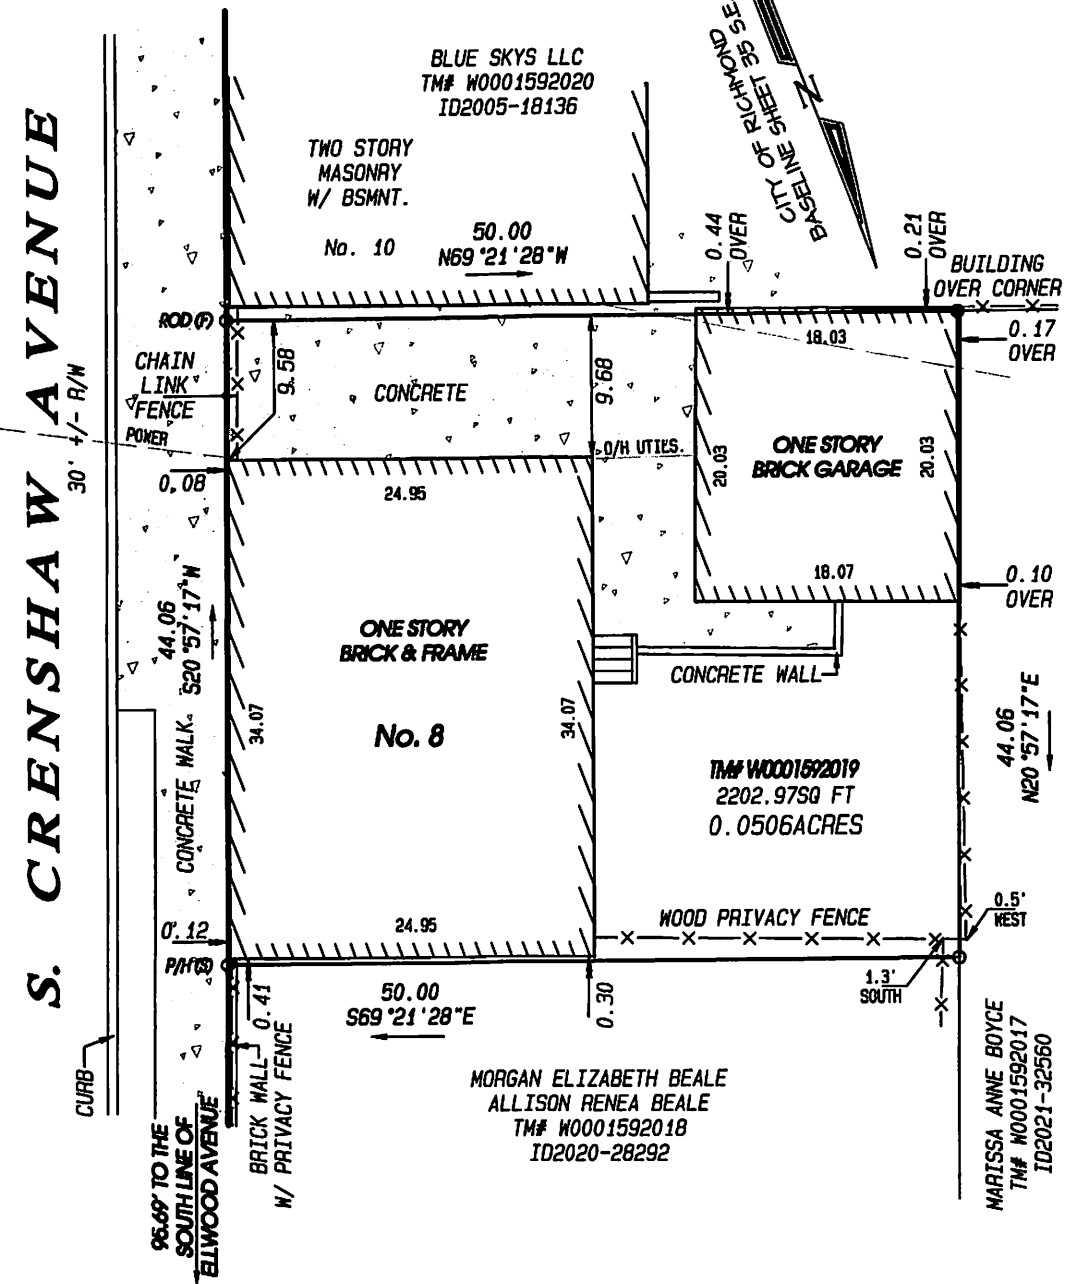 S. CRENSHAW AVENUE
30' +/- R/W
BLUE SKYS LLC
TM# W0001592020
ID2005-18136
TWO STORY
MASONRY
W/ BSMNT.
No. 10
50.00
N69°21'28"W
CITY OF RICHMOND
BASELINE SHEET 35 S.E.
N
0.44
OVER
0.21
OVER
BUILDING
OVER CORNER
0.17
OVER
ROD (F)
CHAIN
LINK
FENCE
POWER
9.58
CONCRETE
9.68
18.03
O/H UTILS.
20.03
ONE STORY
BRICK GARAGE
20.03
18.07
0.08
24.95
0.10
OVER
44.06
S20°57'17"W
CONCRETE WALK
34.07
ONE STORY
BRICK & FRAME
No. 8
34.07
CONCRETE WALL
TM# W0001592019
2202.97SQ FT
0.0506ACRES
44.06
N20°57'17"E
0.12
24.95
WOOD PRIVACY FENCE
0.5'
WEST
1.3'
SOUTH
0.41
50.00
S69°21'28"E
0.30
CURB
BRICK WALL
W/ PRIVACY FENCE
MORGAN ELIZABETH BEALE
ALLISON RENEA BEALE
TM# W0001592018
ID2020-28292
MARISSA ANNE BOYCE
TM# W0001592017
ID2021-32560
SOUTH LINE OF
ELLWOOD AVENUE